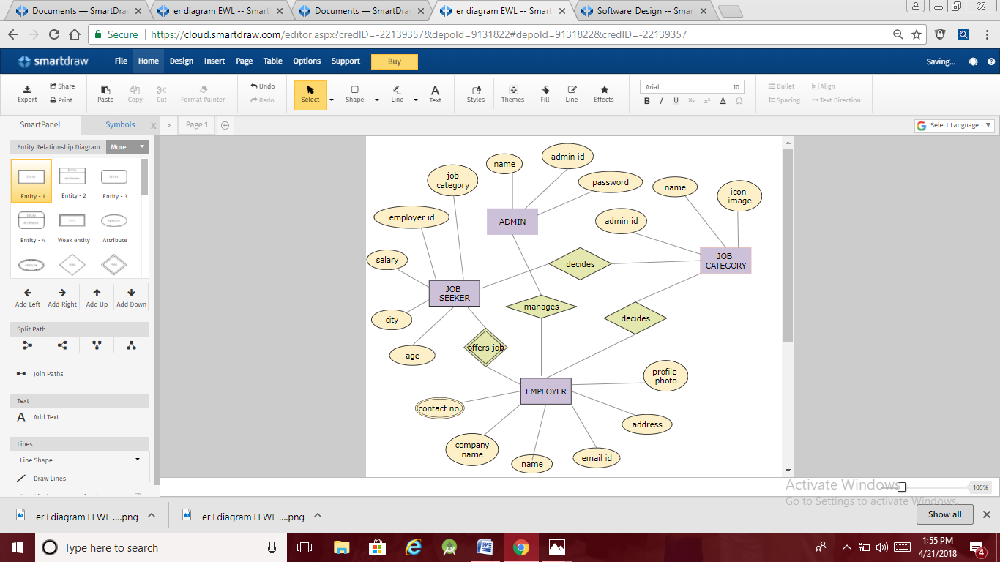 Documents — SmartDra
er diagram EWL -- Smart
Documents — SmartDra
er diagram EWL -- Smart
Software_Design -- Smar
Secure
https://cloud.smartdraw.com/editor.aspx?credID=-22139357&depoId=9131822#depoId=9131822&credID=-22139357
smartdraw
File Home Design Insert Page Table Options Support Buy
Saving...
Export
Share
Print
Paste
Copy
Cut
Format Painter
Undo
Redo
Select
Shape
Line
Text
Styles
Themes
Fill
Line
Effects
Arial 10
B I U X₂ X² A Ω
Bullet
Align
Spacing
Text Direction
SmartPanel
Symbols
X
>
Page 1
Select Language
Entity Relationship Diagram
More
Entity - 1
Entity - 2
Entity - 3
Entity - 4
Weak entity
Attribute
Add Left
Add Right
Add Up
Add Down
Split Path
Join Paths
Text
A Add Text
Lines
Line Shape
Draw Lines
admin id
name
job
category
password
name
icon
image
employer id
ADMIN
admin id
salary
decides
JOB
CATEGORY
JOB
SEEKER
manages
decides
city
offers job
age
profile
photo
EMPLOYER
contact no.
address
company
name
name
email id
105%
Activate Windows
Go to Settings to activate Windows.
er+diagram+EWL ....png
er+diagram+EWL ....png
Show all
Type here to search
1:55 PM
4/21/2018
4